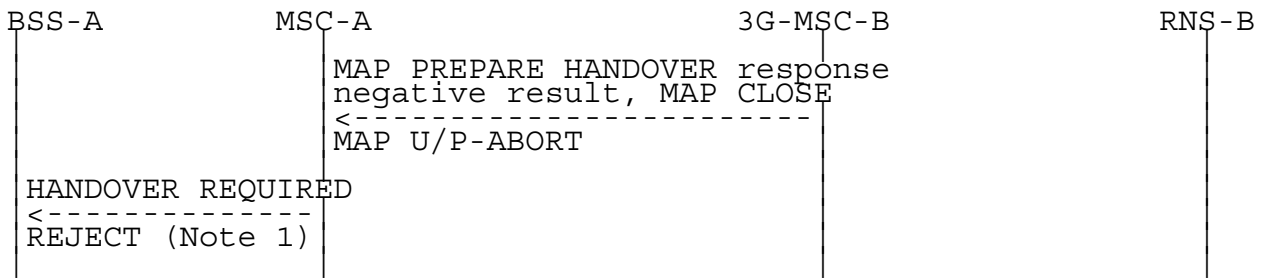 BSS-A MSC-A 3G-MSC-B RNS-B
MAP PREPARE HANDOVER response
negative result, MAP CLOSE
<------------------------
MAP U/P-ABORT
HANDOVER REQUIRED
<--------------
REJECT (Note 1)